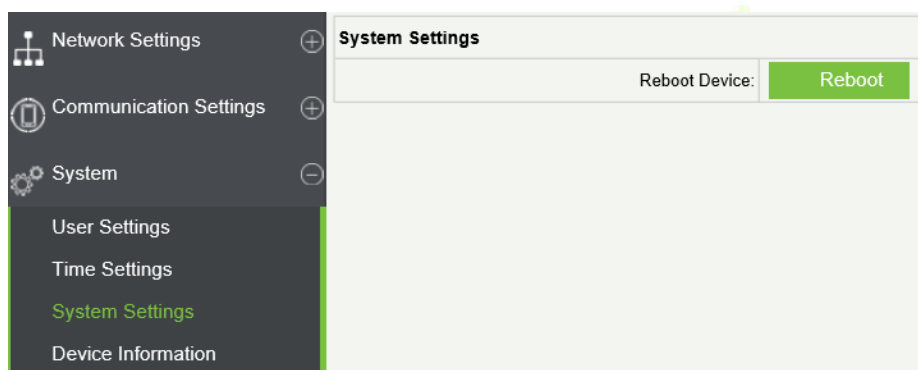 Network Settings
Communication Settings
System
User Settings
Time Settings
System Settings
Device Information
System Settings
Reboot Device: Reboot